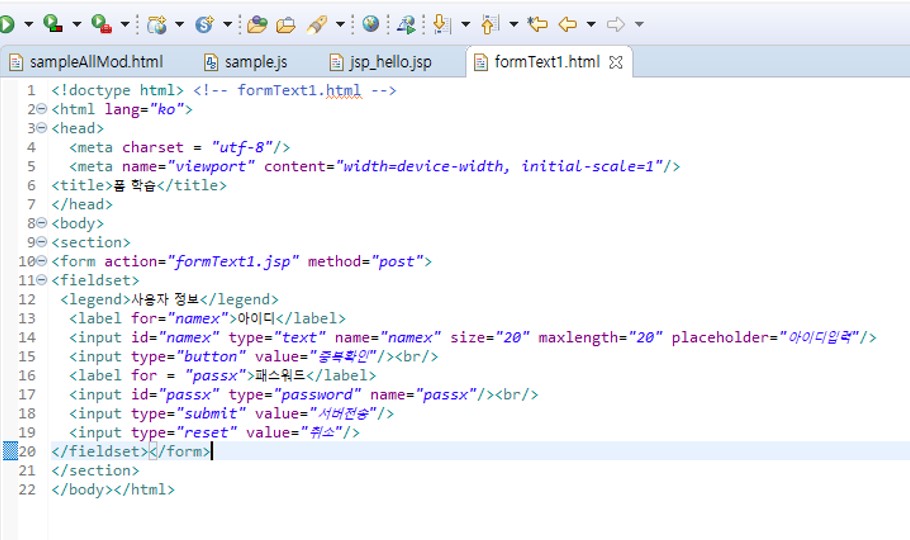 sampleAllMod.html sample.js jsp_hello.jsp formText1.html
1 <!doctype html> <!-- formText1.html -->
2 <html lang="ko">
3 <head>
4 <meta charset = "utf-8"/>
5 <meta name="viewport" content="width=device-width, initial-scale=1"/>
6 <title>폼 학습</title>
7 </head>
8 <body>
9 <section>
10 <form action="formText1.jsp" method="post">
11 <fieldset>
12 <legend>사용자 정보</legend>
13 <label for="namex">아이디</label>
14 <input id="namex" type="text" name="namex" size="20" maxlength="20" placeholder="아이디입력"/>
15 <input type="button" value="중복확인"/><br/>
16 <label for = "passx">패스워드</label>
17 <input id="passx" type="password" name="passx"/><br/>
18 <input type="submit" value="서버전송"/>
19 <input type="reset" value="취소"/>
20 </fieldset></form>
21 </section>
22 </body></html>